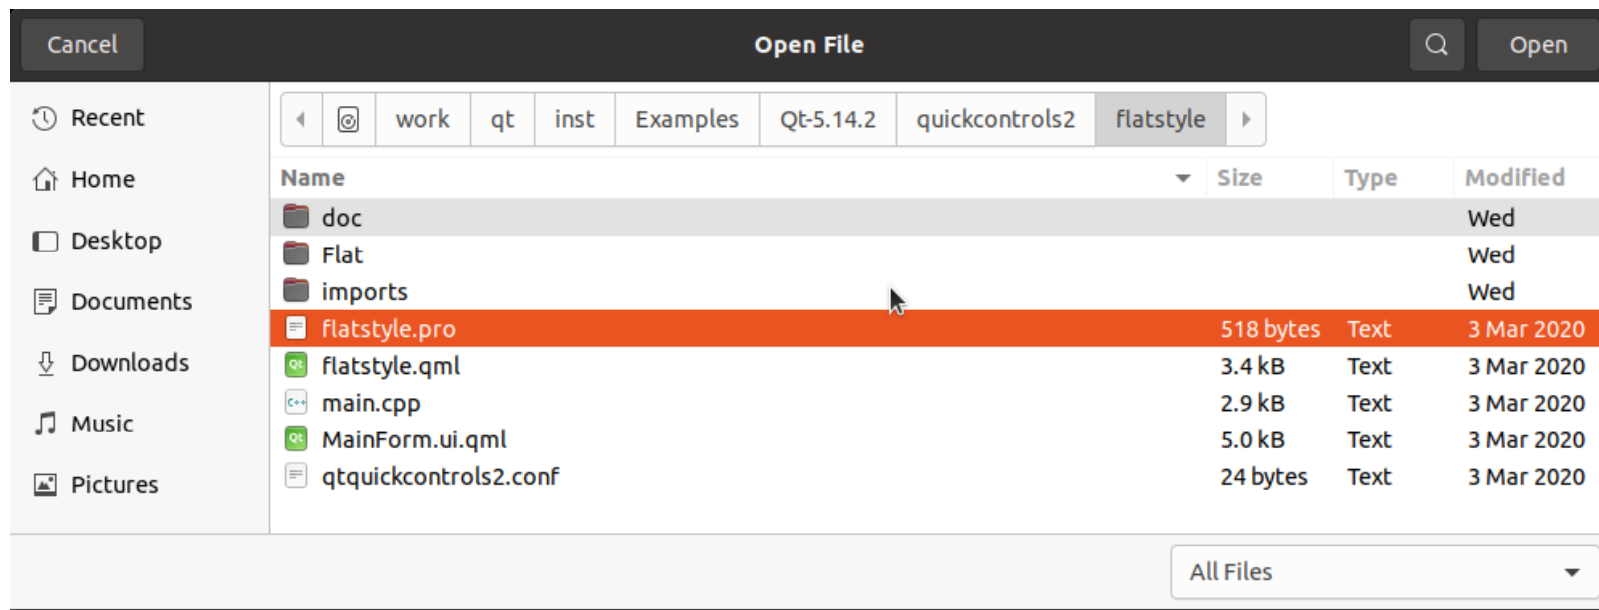 Cancel Open File Open
Recent
Home
Desktop
Documents
Downloads
Music
Pictures
work qt inst Examples Qt-5.14.2 quickcontrols2 flatstyle
Name Size Type Modified
doc Wed
Flat Wed
imports Wed
flatstyle.pro 518 bytes Text 3 Mar 2020
Qt flatstyle.qml 3.4 kB Text 3 Mar 2020
C++ main.cpp 2.9 kB Text 3 Mar 2020
Qt MainForm.ui.qml 5.0 kB Text 3 Mar 2020
qtquickcontrols2.conf 24 bytes Text 3 Mar 2020
All Files